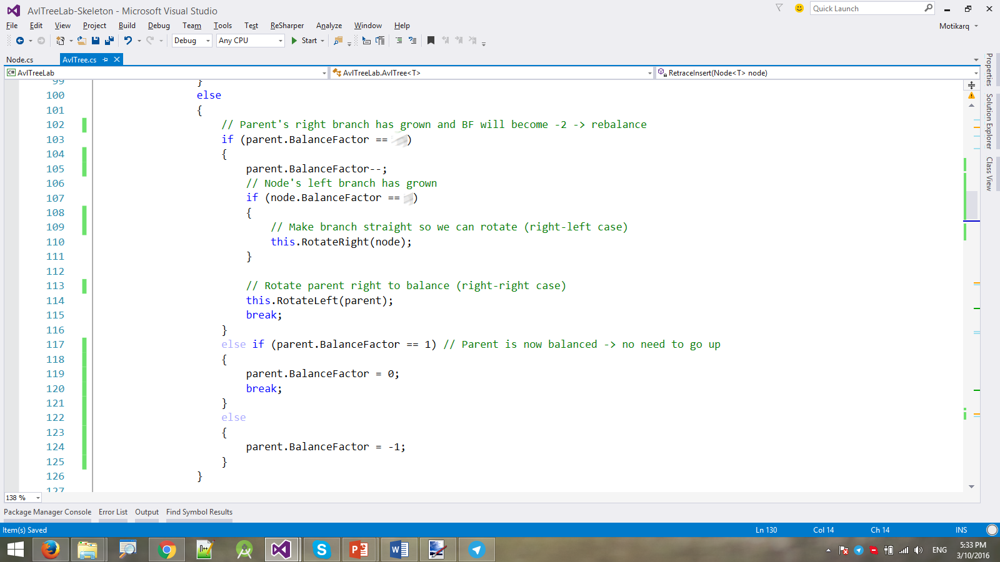 AvlTreeLab-Skeleton - Microsoft Visual Studio
Quick Launch
File Edit View Project Build Debug Team Tools Test ReSharper Analyze Window Help
Motikarq
Debug Any CPU Start
Node.cs AvlTree.cs
C# AvlTreeLab AvlTreeLab.AvlTree<T> RetraceInsert(Node<T> node)
99 }
100 else
101 {
102 // Parent's right branch has grown and BF will become -2 -> rebalance
103 if (parent.BalanceFactor == )
104 {
105 parent.BalanceFactor--;
106 // Node's left branch has grown
107 if (node.BalanceFactor == )
108 {
109 // Make branch straight so we can rotate (right-left case)
110 this.RotateRight(node);
111 }
112
113 // Rotate parent right to balance (right-right case)
114 this.RotateLeft(parent);
115 break;
116 }
117 else if (parent.BalanceFactor == 1) // Parent is now balanced -> no need to go up
118 {
119 parent.BalanceFactor = 0;
120 break;
121 }
122 else
123 {
124 parent.BalanceFactor = -1;
125 }
126 }
127
138 %
Properties
Solution Explorer
Class View
Package Manager Console Error List Output Find Symbol Results
Item(s) Saved Ln 130 Col 14 Ch 14 INS
ENG
5:33 PM
3/10/2016